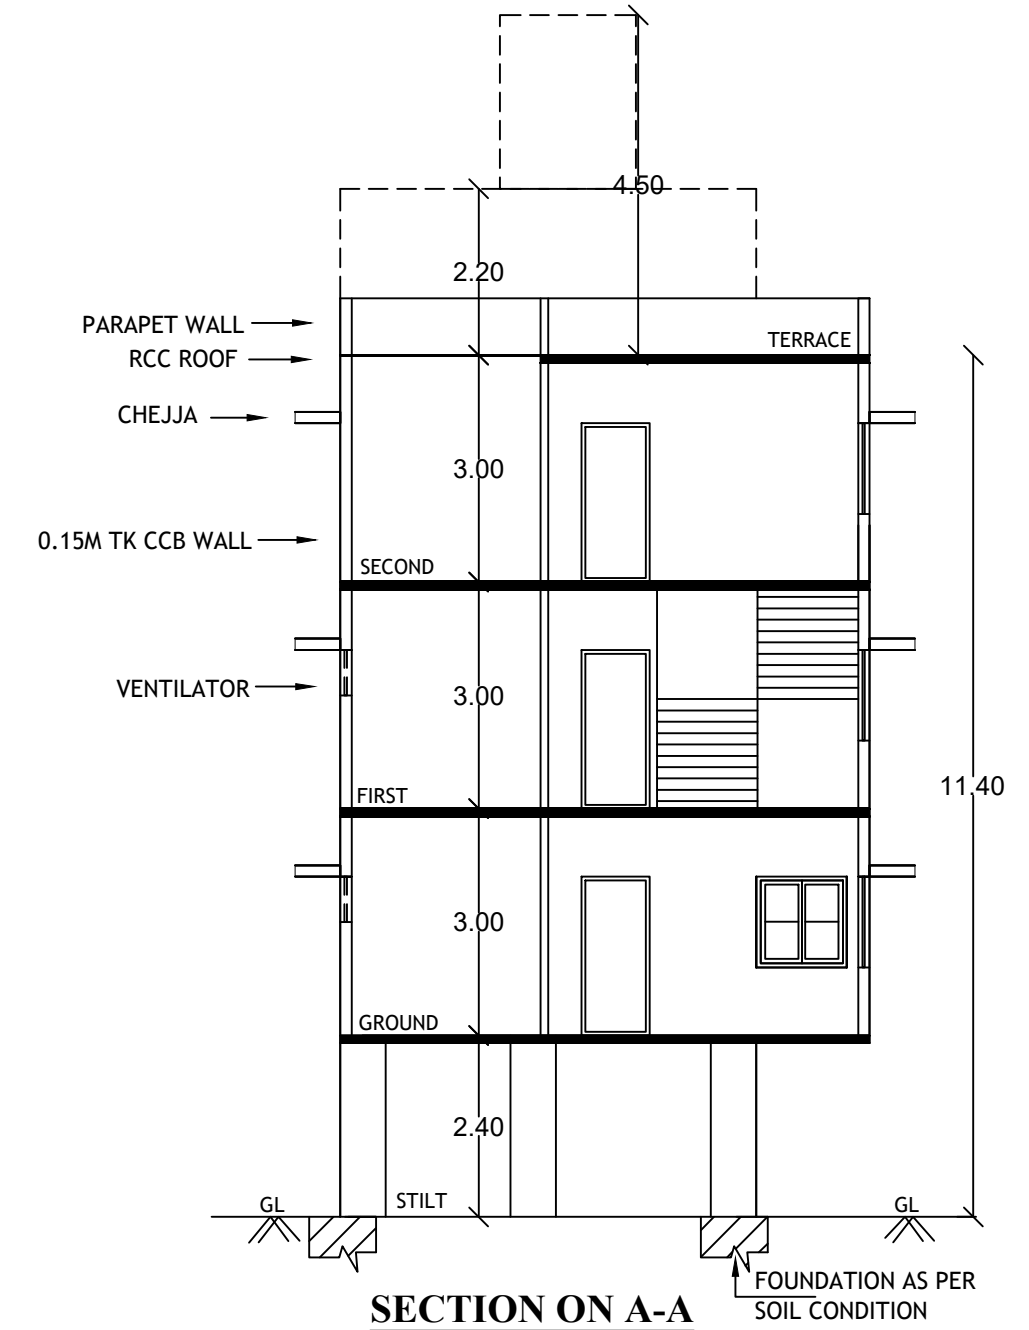 4.50
2.20
PARAPET WALL
TERRACE
RCC ROOF
CHEJJA
3.00
0.15M TK CCB WALL
SECOND
VENTILATOR
3.00
11.40
FIRST
3.00
GROUND
2.40
STILT
GL
GL
FOUNDATION AS PER
SOIL CONDITION
SECTION ON A-A